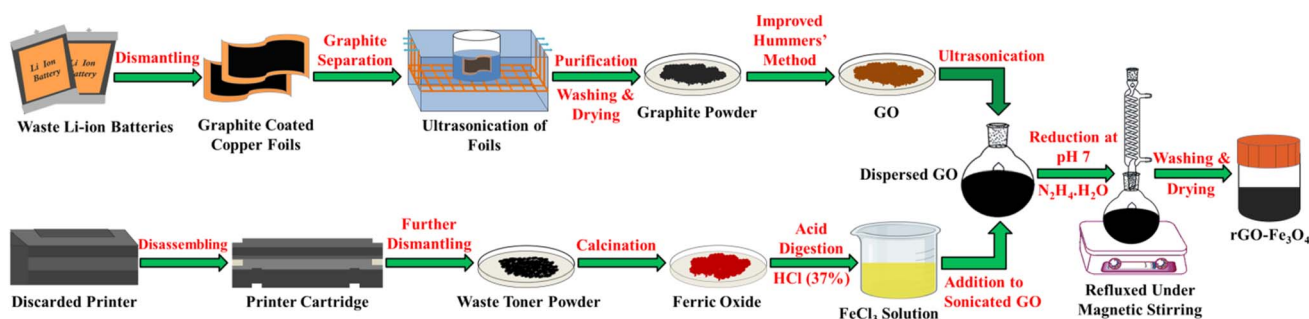 Li Ion
Battery
Li Ion
Battery
Waste Li-ion Batteries
Dismantling
Graphite Coated
Copper Foils
Graphite
Separation
Ultrasonication of
Foils
Purification
Washing &
Drying
Graphite Powder
Improved
Hummers'
Method
GO
Ultrasonication
Dispersed GO
Reduction at
pH 7
N₂H₄.H₂O
Refluxed Under
Magnetic Stirring
Washing &
Drying
rGO-Fe₃O₄
Discarded Printer
Disassembling
Printer Cartridge
Further
Dismantling
Waste Toner Powder
Calcination
Ferric Oxide
Acid
Digestion
HCl (37%)
FeCl₃ Solution
Addition to
Sonicated GO